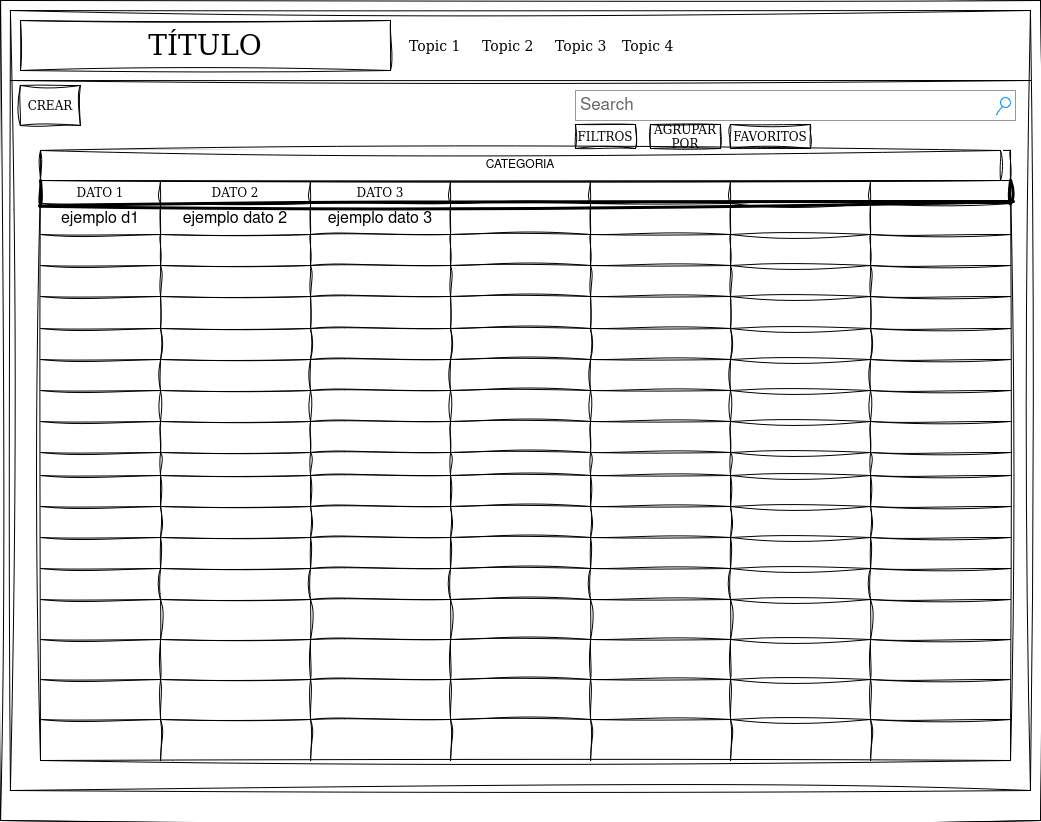 TÍTULO
Topic 1 Topic 2 Topic 3 Topic 4
CREAR
Search
FILTROS
AGRUPAR
POR
FAVORITOS
CATEGORIA
DATO 1 DATO 2 DATO 3
ejemplo d1 ejemplo dato 2 ejemplo dato 3